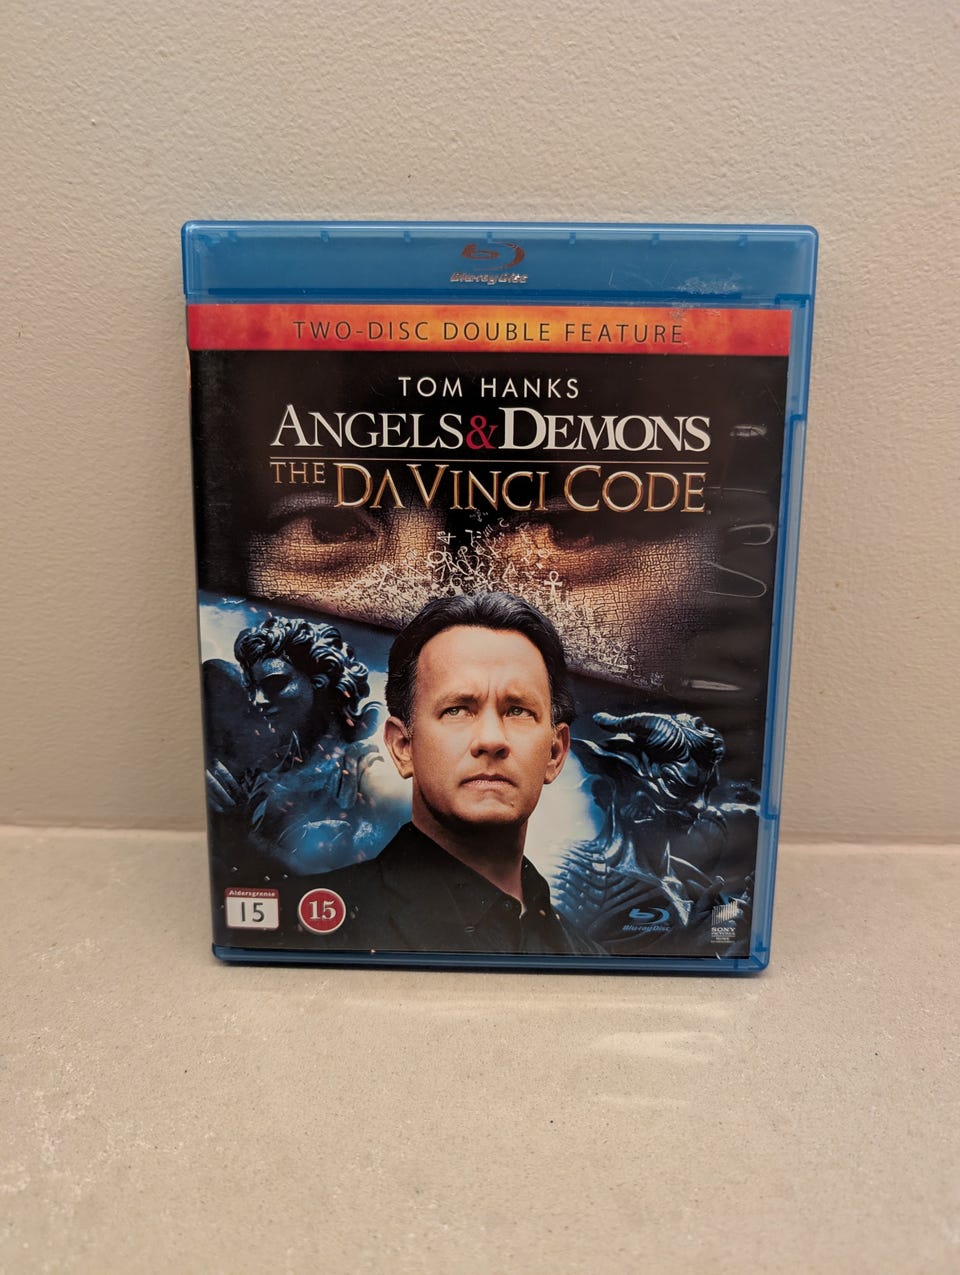 Blu-ray Disc
TWO-DISC DOUBLE FEATURE
TOM HANKS
ANGELS & DEMONS
THE DA VINCI CODE
Aldersgrense
15
15
Blu-ray Disc
SONY
PICTURES